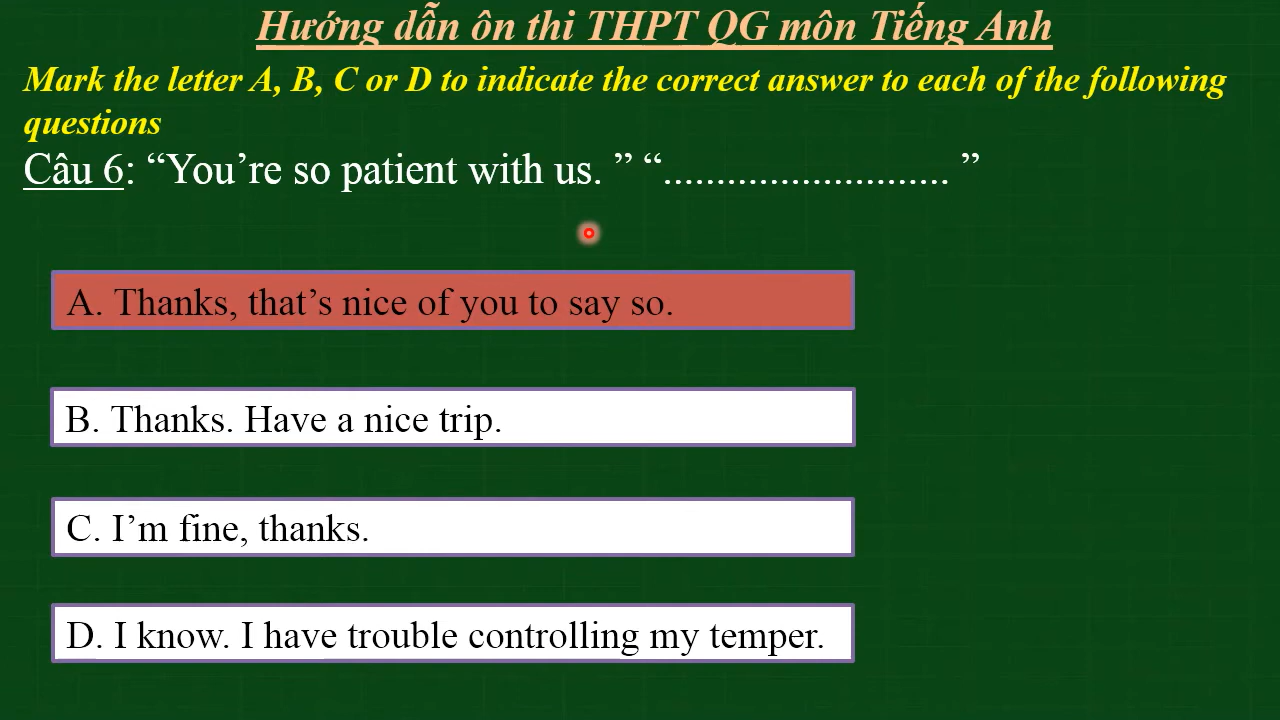 Hướng dẫn ôn thi THPT QG môn Tiếng Anh
Mark the letter A, B, C or D to indicate the correct answer to each of the following
questions
Câu 6: “You’re so patient with us. ” “........................... ”
A. Thanks, that’s nice of you to say so.
B. Thanks. Have a nice trip.
C. I’m fine, thanks.
D. I know. I have trouble controlling my temper.